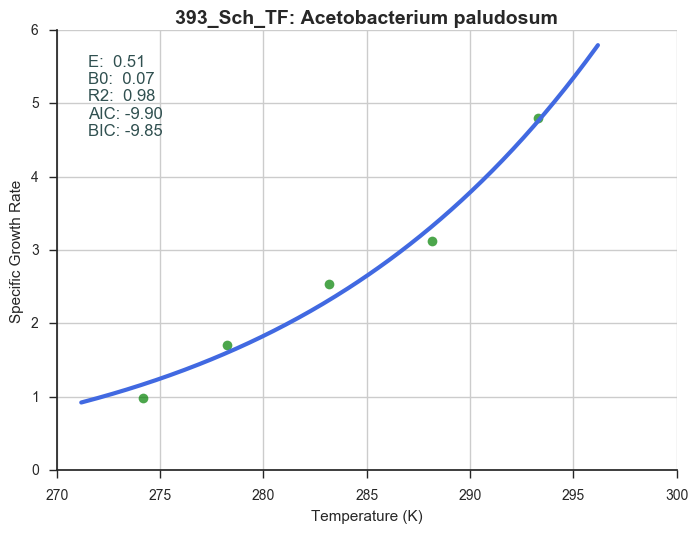 393_Sch_TF: Acetobacterium paludosum
E:  0.51
B0:  0.07
R2:  0.98
AIC: -9.90
BIC: -9.85
Specific Growth Rate
6
5
4
3
2
1
0
270 275 280 285 290 295 300
Temperature (K)